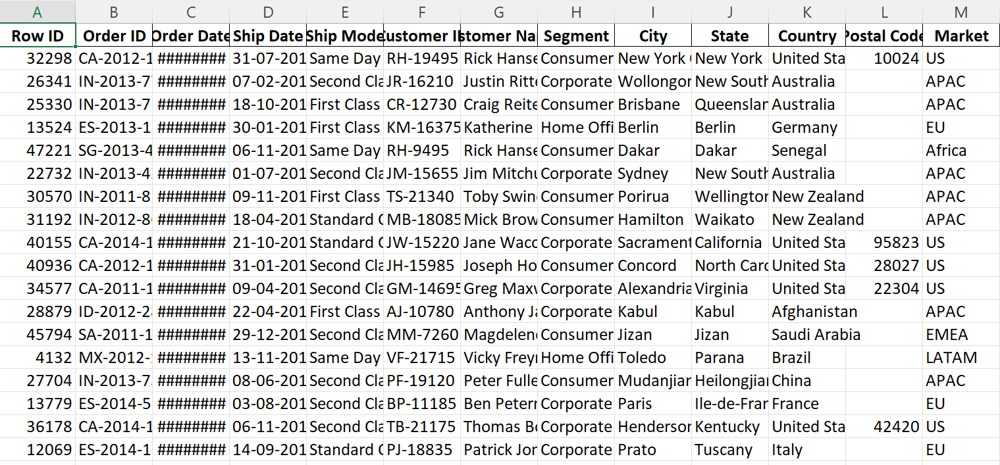 A B C D E F G H I J K L M
Row ID Order ID Order Date Ship Date Ship Mode Customer I stomer Na Segment City State Country Postal Code Market
32298 CA-2012-1 ######## 31-07-201 Same Day RH-19495 Rick Hanse Consumer New York New York United Sta 10024 US
26341 IN-2013-7 ######## 07-02-201 Second Cla JR-16210 Justin Ritte Corporate Wollongon New South Australia APAC
25330 IN-2013-7 ######## 18-10-201 First Class CR-12730 Craig Reite Consumer Brisbane Queenslan Australia APAC
13524 ES-2013-1 ######## 30-01-201 First Class KM-16375 Katherine Home Offi Berlin Berlin Germany EU
47221 SG-2013-4 ######## 06-11-201 Same Day RH-9495 Rick Hanse Consumer Dakar Dakar Senegal Africa
22732 IN-2013-4 ######## 01-07-201 Second Cla JM-15655 Jim Mitchu Corporate Sydney New South Australia APAC
30570 IN-2011-8 ######## 09-11-201 First Class TS-21340 Toby Swin Consumer Porirua Wellington New Zealand APAC
31192 IN-2012-8 ######## 18-04-201 Standard C MB-18085 Mick Brow Consumer Hamilton Waikato New Zealand APAC
40155 CA-2014-1 ######## 21-10-201 Standard C JW-15220 Jane Wacc Corporate Sacrament California United Sta 95823 US
40936 CA-2012-1 ######## 31-01-201 Second Cla JH-15985 Joseph Ho Consumer Concord North Caro United Sta 28027 US
34577 CA-2011-1 ######## 09-04-201 Second Cla GM-14695 Greg Maxw Corporate Alexandria Virginia United Sta 22304 US
28879 ID-2012-2 ######## 22-04-201 First Class AJ-10780 Anthony Ja Corporate Kabul Kabul Afghanistan APAC
45794 SA-2011-1 ######## 29-12-201 Second Cla MM-7260 Magdelen Consumer Jizan Jizan Saudi Arabia EMEA
4132 MX-2012- ######## 13-11-201 Same Day VF-21715 Vicky Frey Home Offi Toledo Parana Brazil LATAM
27704 IN-2013-7 ######## 08-06-201 Second Cla PF-19120 Peter Fulle Consumer Mudanjian Heilongjian China APAC
13779 ES-2014-5 ######## 03-08-201 Second Cla BP-11185 Ben Peterr Corporate Paris Ile-de-Fran France EU
36178 CA-2014-1 ######## 06-11-201 Second Cla TB-21175 Thomas Bo Corporate Henderson Kentucky United Sta 42420 US
12069 ES-2014-1 ######## 14-09-201 Standard C PJ-18835 Patrick Jon Corporate Prato Tuscany Italy EU